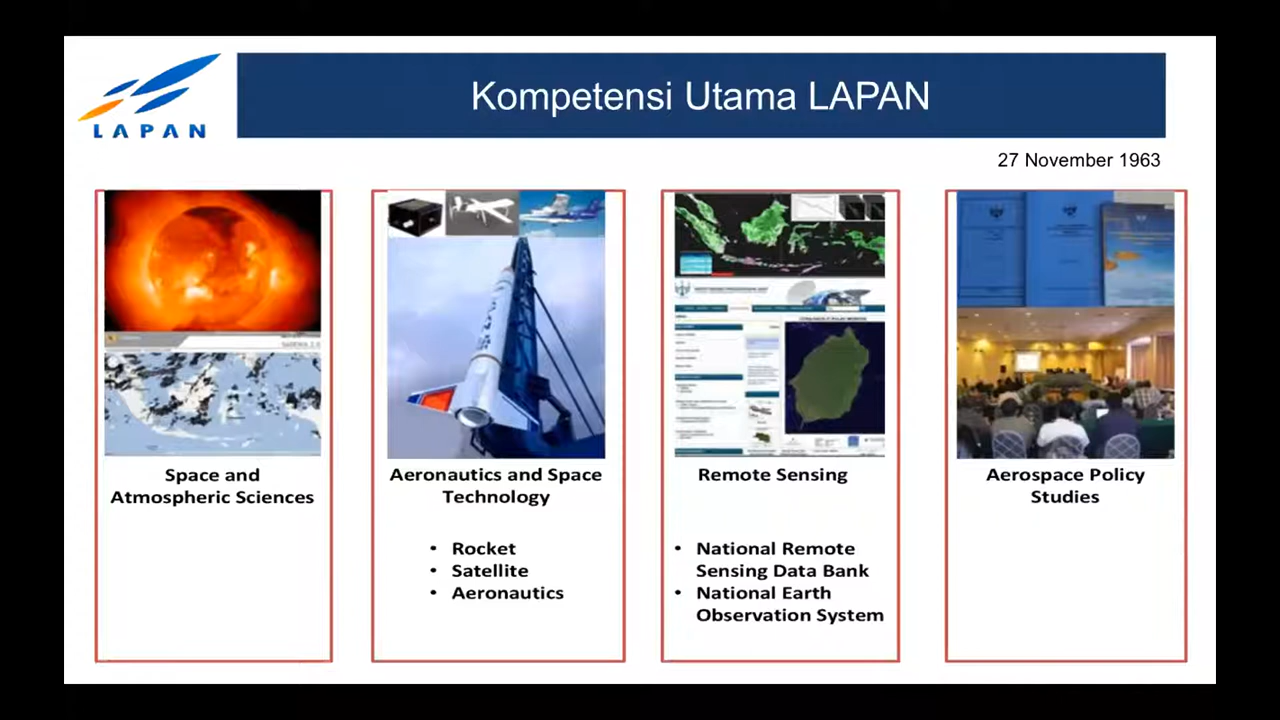 LAPAN
Kompetensi Utama LAPAN
27 November 1963
Space and
Atmospheric Sciences
Aeronautics and Space
Technology
• Rocket
• Satellite
• Aeronautics
Remote Sensing
• National Remote
Sensing Data Bank
• National Earth
Observation System
Aerospace Policy
Studies